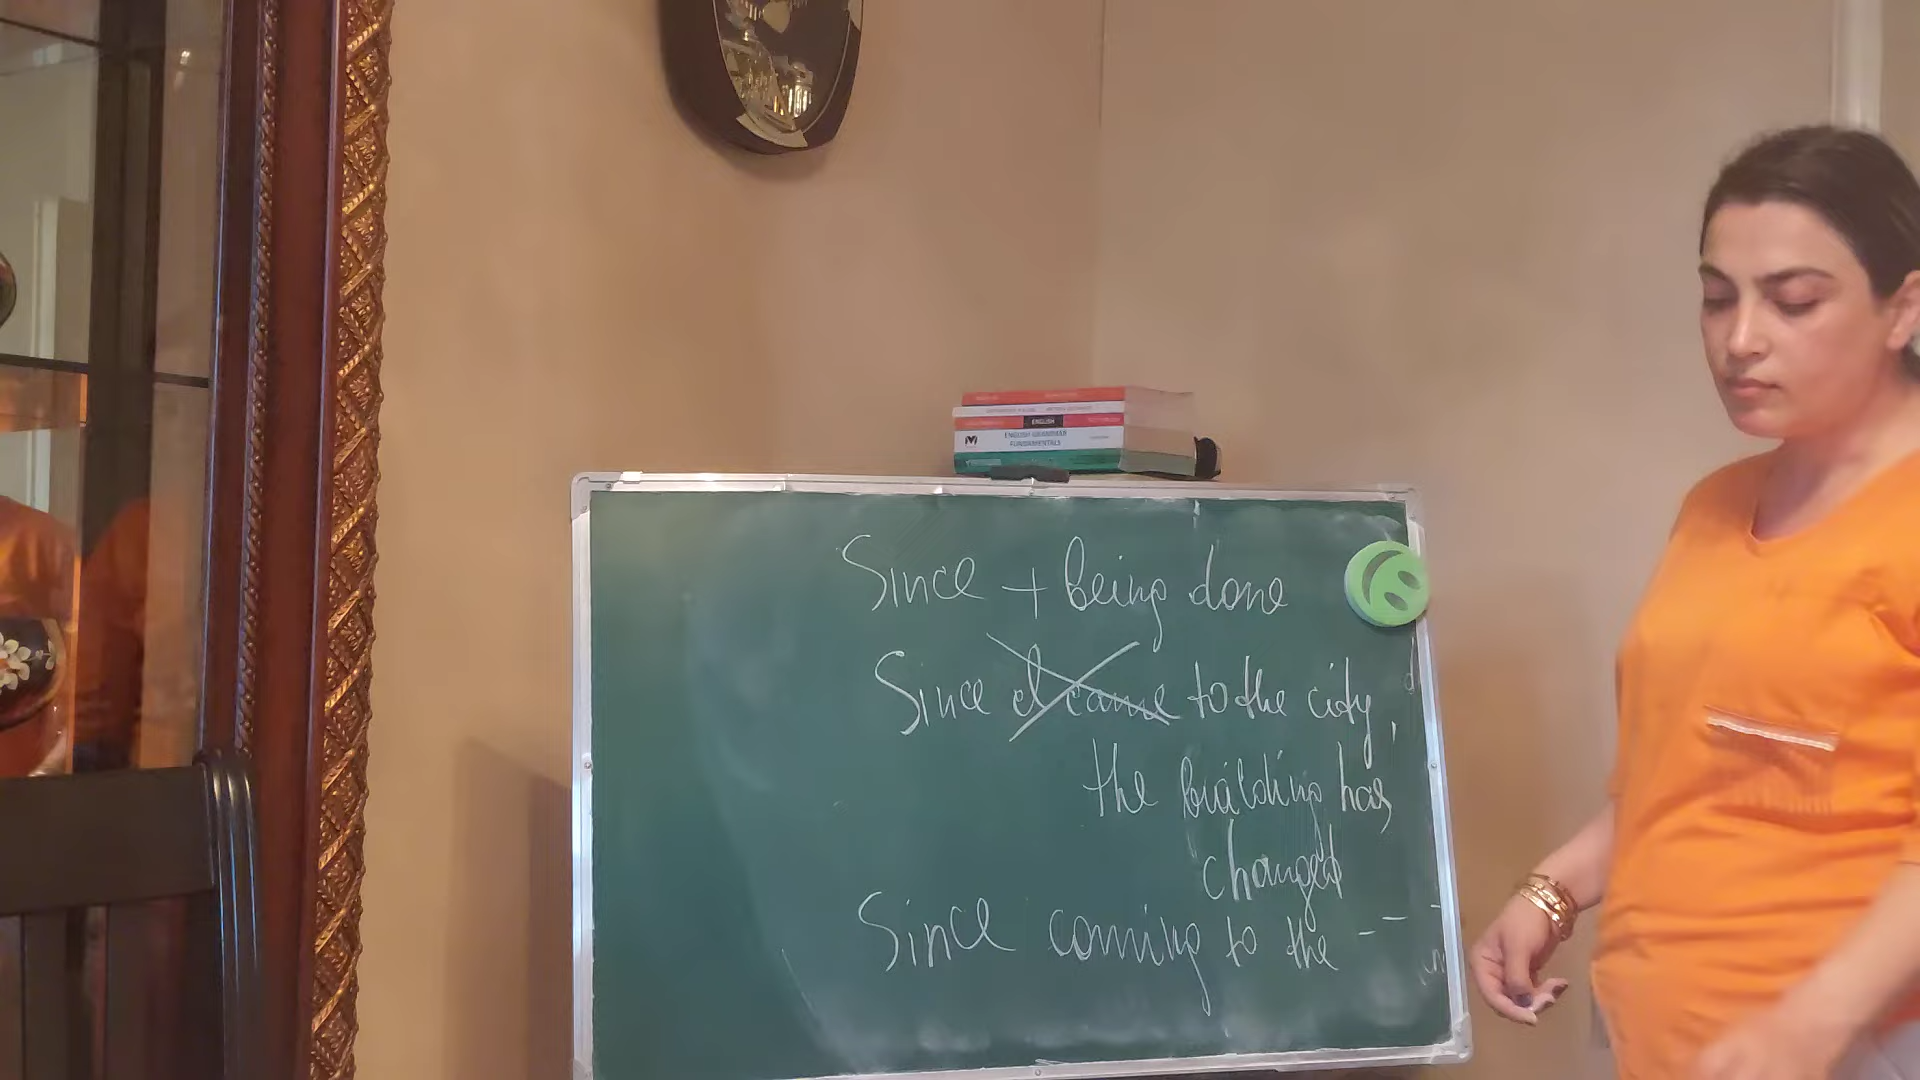 ENGLISH
M ENGLISH GRAMMAR
FUNDAMENTALS
Since + being done
Since I came to the city,
the building has
changed
Since coming to the --